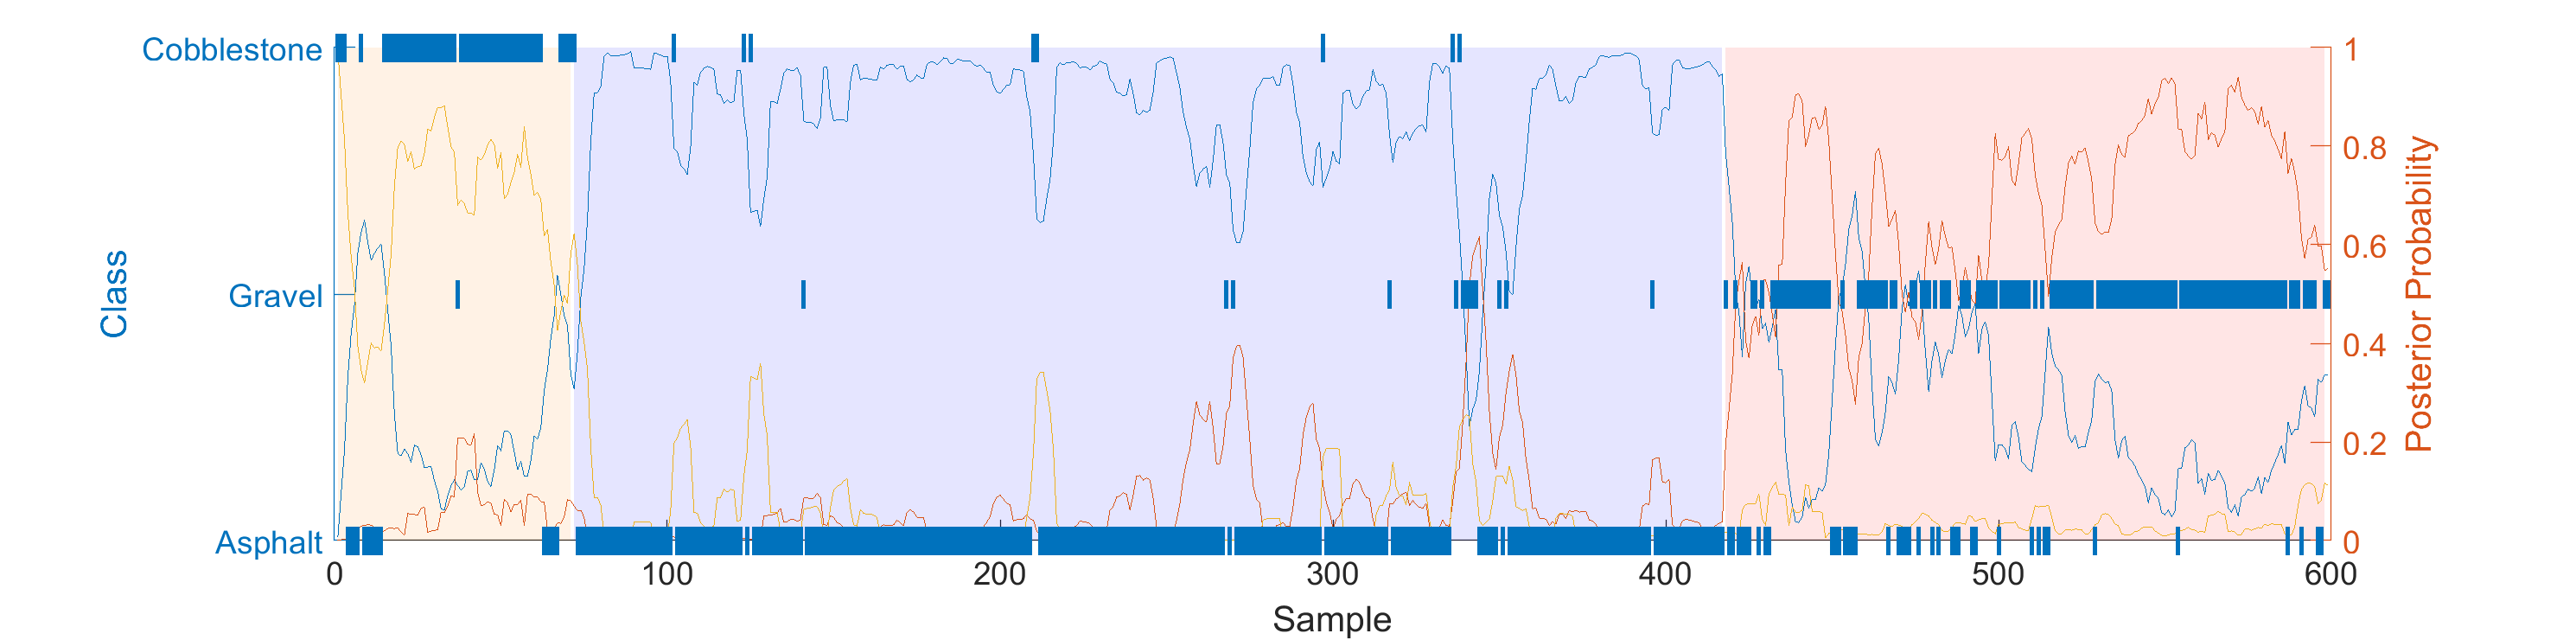 Cobblestone
Gravel
Asphalt
Class
0 100 200 300 400 500 600
Sample
1
0.8
0.6
0.4
0.2
0
Posterior Probability